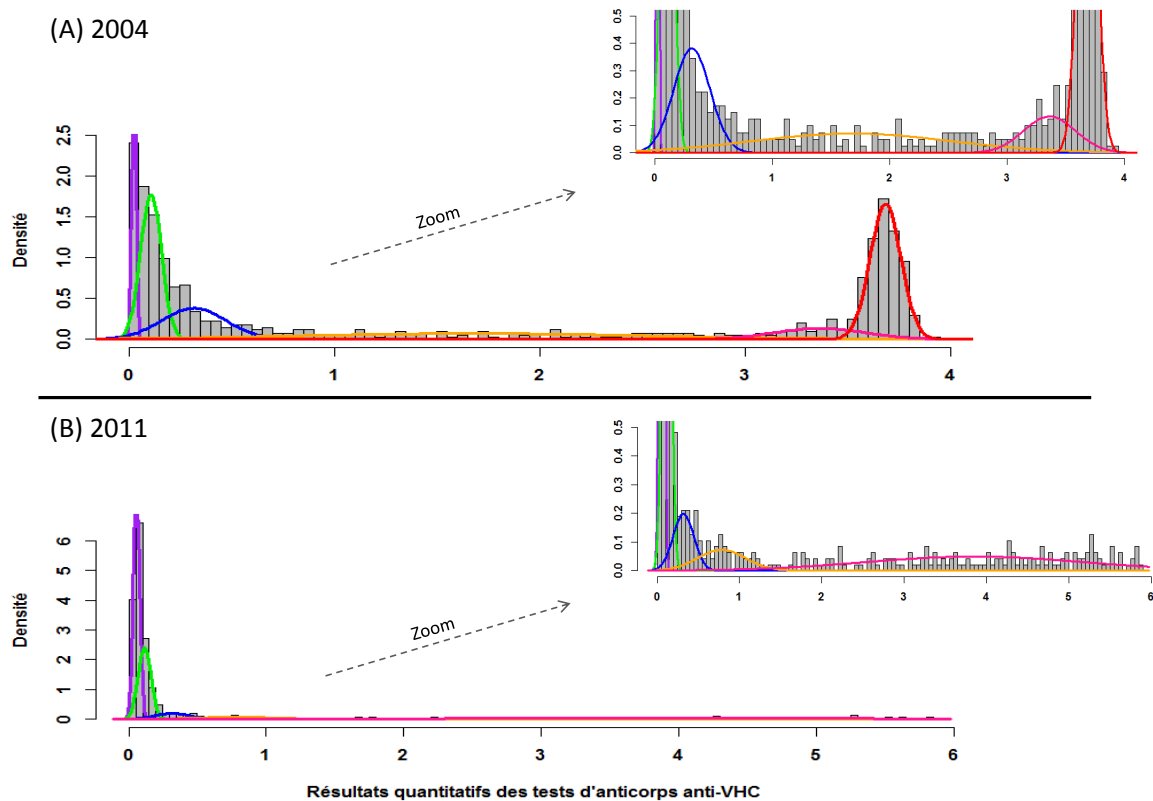 (A) 2004
0.5
0.4
0.3
0.2
0.1
0.0
0 1 2 3 4
Zoom
Densité
2.5
2.0
1.5
1.0
0.5
0.0
0 1 2 3 4
(B) 2011
0.5
0.4
0.3
0.2
0.1
0.0
0 1 2 3 4 5 6
Zoom
Densité
6
5
4
3
2
1
0
0 1 2 3 4 5 6
Résultats quantitatifs des tests d'anticorps anti-VHC